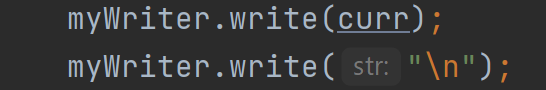 myWriter.write(curr);
myWriter.write( str: "\n");